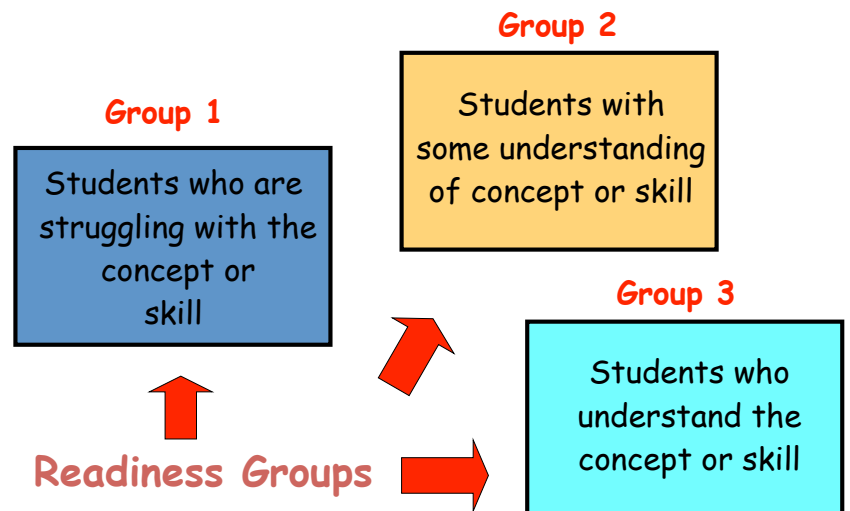 Group 1
Students who are
struggling with the
concept or
skill
Group 2
Students with
some understanding
of concept or skill
Group 3
Students who
understand the
concept or skill
Readiness Groups